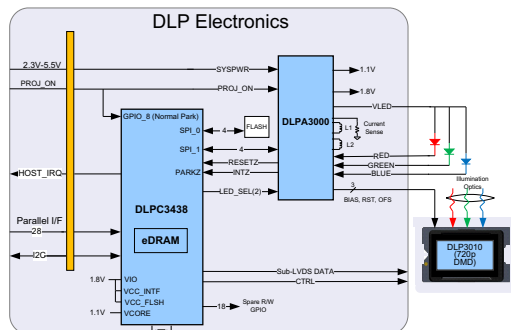 DLP Electronics
2.3V-5.5V
SYSPWR
1.1V
PROJ_ON
PROJ_ON
1.8V
GPIO_8 (Normal Park)
DLPA3000
VLED
SPI_0
4
FLASH
L1
Current
Sense
L2
SPI_1
4
RED
RESETZ
GREEN
HOST_IRQ
PARKZ
INTZ
BLUE
DLPC3438
LED_SEL(2)
3
BIAS, RST, OFS
Illumination
Optics
Parallel I/F
28
eDRAM
I2C
DLP3010
(720p
DMD)
Sub-LVDS DATA
1.8V
VIO
CTRL
VCC_INTF
VCC_FLSH
18
Spare R/W
GPIO
1.1V
VCORE